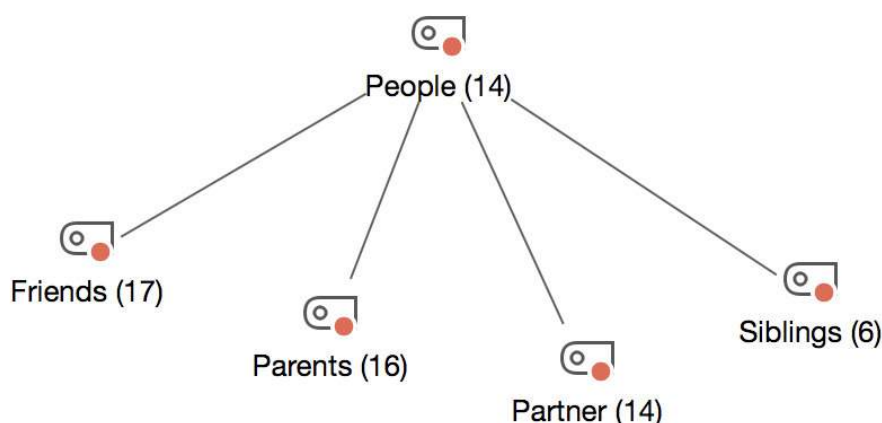 People (14)
Friends (17)
Parents (16)
Partner (14)
Siblings (6)